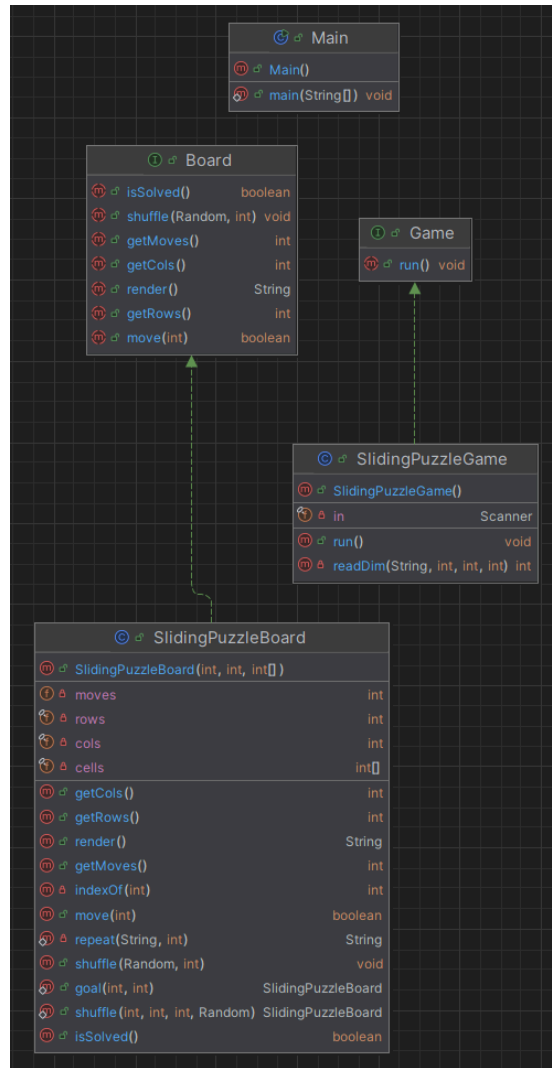 Main
Main()
main(String[]) void
Board
isSolved() boolean
shuffle(Random, int) void
getMoves() int
getCols() int
render() String
getRows() int
move(int) boolean
Game
run() void
SlidingPuzzleGame
SlidingPuzzleGame()
in Scanner
run() void
readDim(String, int, int, int) int
SlidingPuzzleBoard
SlidingPuzzleBoard(int, int, int[])
moves int
rows int
cols int
cells int[]
getCols() int
getRows() int
render() String
getMoves() int
indexOf(int) int
move(int) boolean
repeat(String, int) String
shuffle(Random, int) void
goal(int, int) SlidingPuzzleBoard
shuffle(int, int, int, Random) SlidingPuzzleBoard
isSolved() boolean